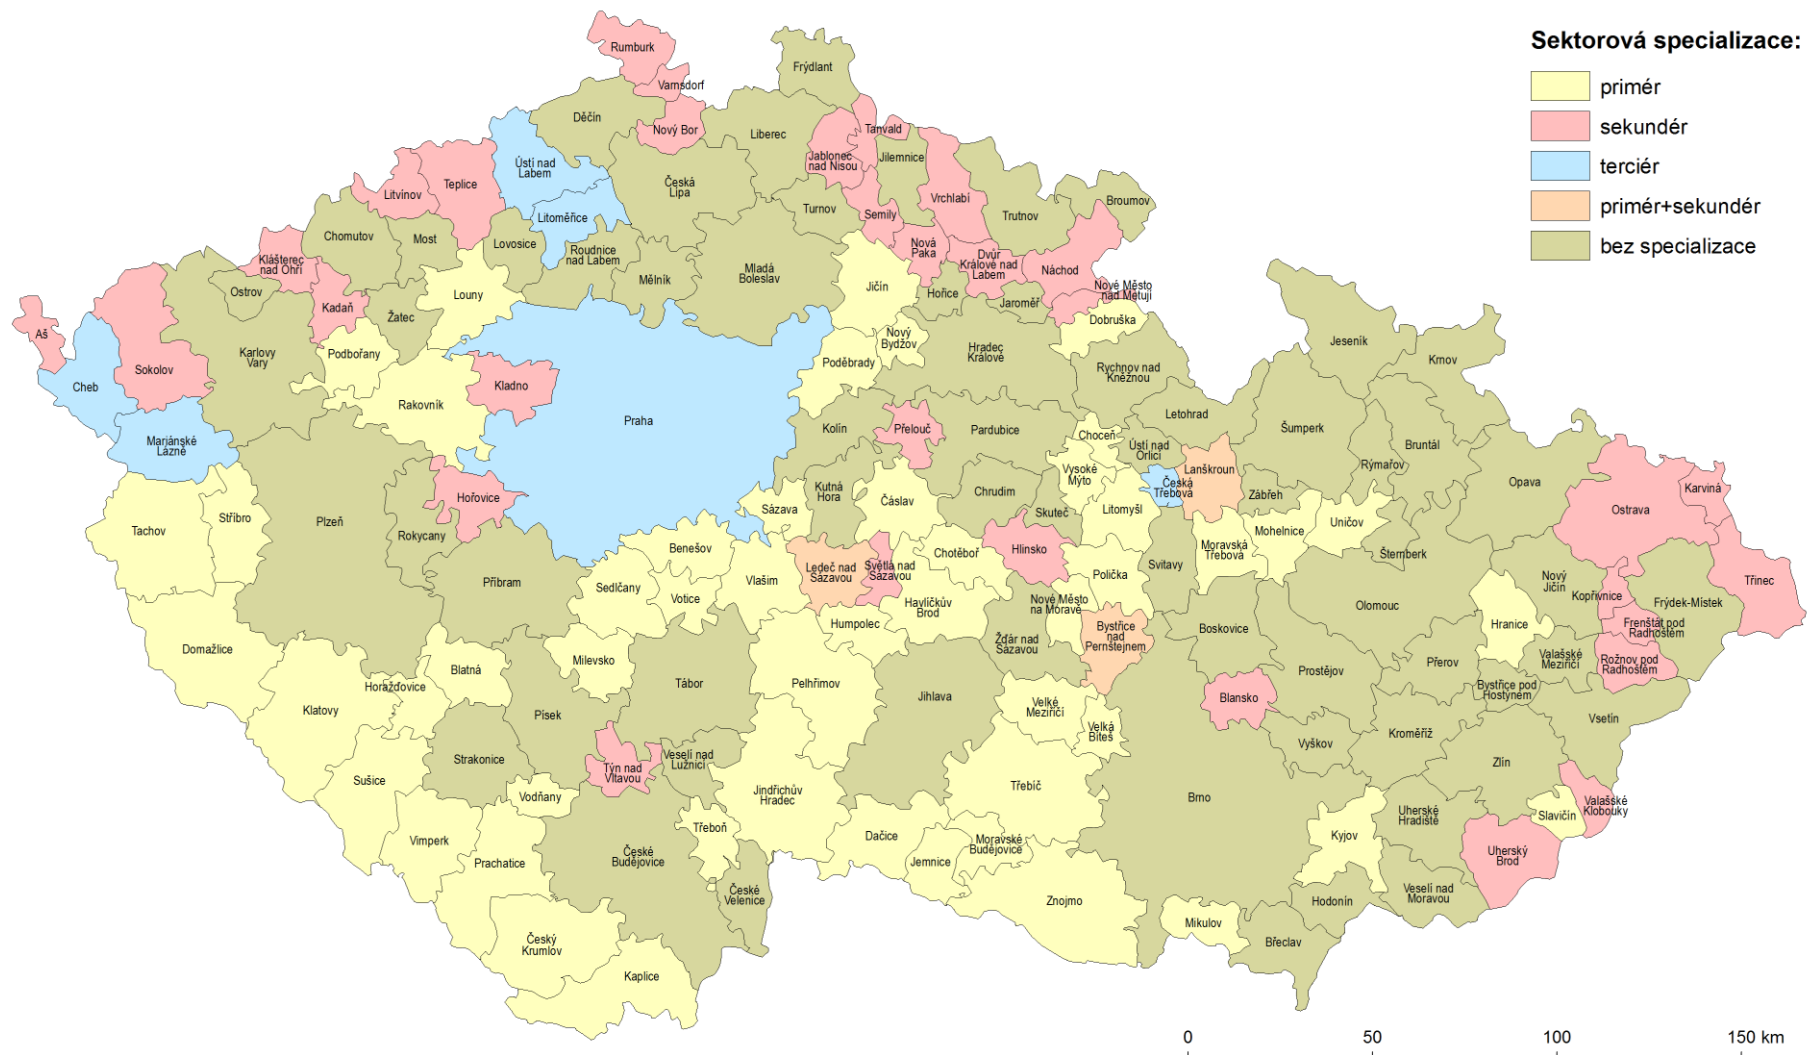 Sektorová specializace:
primér
sekundér
terciér
primér+sekundér
bez specializace
Rumburk
Varnsdorf
Nový Bor
Děčín
Frýdlant
Liberec
Česká
Lípa
Ústí nad
Labem
Litoměřice
Teplice
Litvínov
Most
Chomutov
Lovosice
Roudnice
nad Labem
Mělník
Mladá
Boleslav
Turnov
Jablonec
nad Nisou
Tanvald
Jilemnice
Semily
Vrchlabí
Nová
Paka
Dvůr
Králové nad
Labem
Trutnov
Broumov
Náchod
Nové Město
nad Metují
Jaroměř
Hořice
Dobruška
Jičín
Nový
Bydžov
Poděbrady
Hradec
Králové
Rychnov nad
Kněžnou
Klášterec
nad Ohří
Kadaň
Ostrov
Žatec
Louny
Podbořany
Rakovník
Kladno
Praha
Karlovy
Vary
Sokolov
Aš
Cheb
Mariánské
Lázně
Tachov
Stříbro
Plzeň
Rokycany
Hořovice
Příbram
Kolín
Přelouč
Pardubice
Kutná
Hora
Čáslav
Chrudim
Skuteč
Hlinsko
Choceň
Vysoké
Mýto
Litomyšl
Ústí nad
Orlicí
Letohrad
Česká
Třebová
Lanškroun
Zábřeh
Šumperk
Jeseník
Krnov
Bruntál
Rýmařov
Opava
Ostrava
Karviná
Třinec
Frýdek-Místek
Nový
Jičín
Kopřivnice
Frenštát pod
Radhoštěm
Rožnov pod
Radhoštěm
Valašské
Meziříčí
Hranice
Šternberk
Uničov
Mohelnice
Moravská
Třebová
Svitavy
Polička
Olomouc
Přerov
Prostějov
Boskovice
Blansko
Bystřice pod
Hostýnem
Vsetín
Kroměříž
Vyškov
Zlín
Valašské
Klobouky
Slavičín
Uherský
Brod
Uherské
Hradiště
Veselí nad
Moravou
Kyjov
Hodonín
Břeclav
Mikulov
Brno
Znojmo
Sázava
Benešov
Vlašim
Votice
Sedlčany
Ledeč nad
Sázavou
Světlá nad
Sázavou
Chotěboř
Havlíčkův
Brod
Humpolec
Nové Město
na Moravě
Žďár nad
Sázavou
Bystřice
nad
Pernštejnem
Pelhřimov
Jihlava
Velké
Meziříčí
Velká
Bíteš
Třebíč
Moravské
Budějovice
Jemnice
Dačice
Jindřichův
Hradec
Tábor
Milevsko
Písek
Blatná
Horažďovice
Domažlice
Klatovy
Sušice
Strakonice
Vodňany
Týn nad
Vltavou
Veselí nad
Lužnicí
Třeboň
České
Budějovice
České
Velenice
Vimperk
Prachatice
Český
Krumlov
Kaplice
0 50 100 150 km